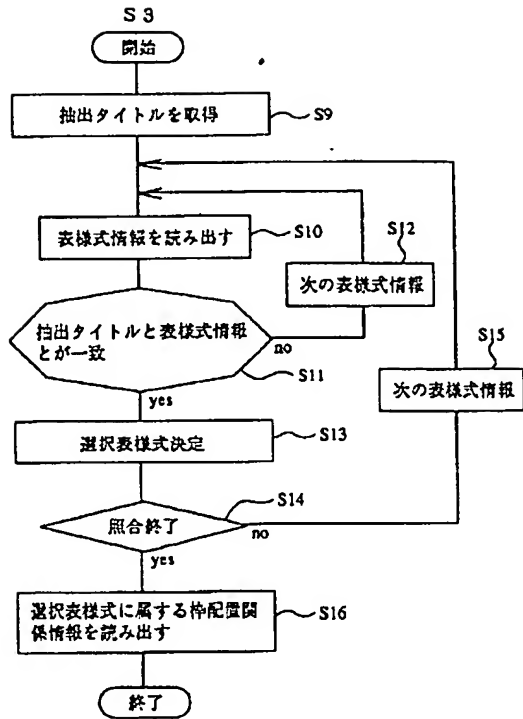 S3
開始
抽出タイトルを取得
S9
表様式情報を読み出す
S10
S12
次の表様式情報
抽出タイトルと表様式情報
とが一致
no
S11
S15
次の表様式情報
yes
選択表様式決定
S13
照合終了
S14
no
yes
選択表様式に属する枠配置関
係情報を読み出す
S16
終了